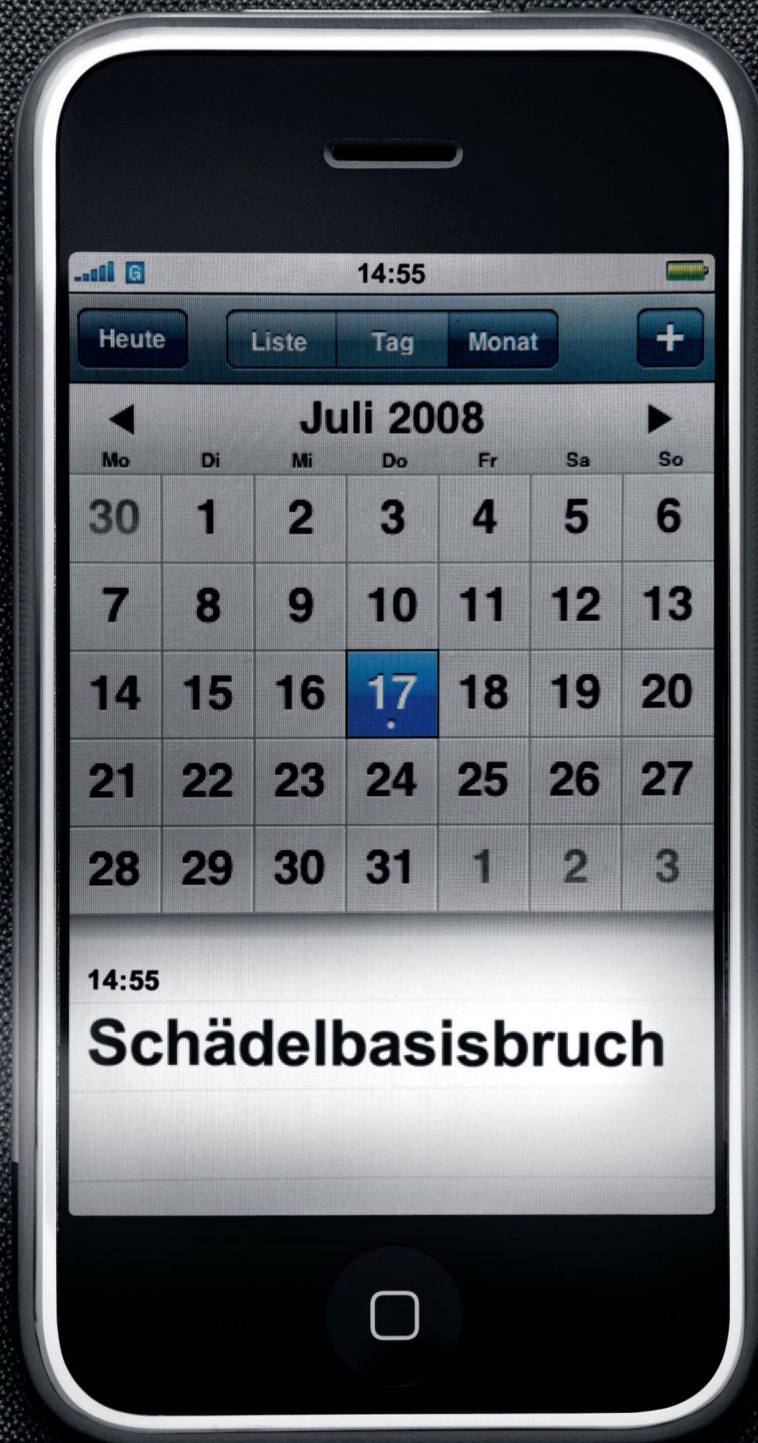 G 14:55
Heute Liste Tag Monat +
Juli 2008
Mo Di Mi Do Fr Sa So
30 1 2 3 4 5 6
7 8 9 10 11 12 13
14 15 16 17 18 19 20
21 22 23 24 25 26 27
28 29 30 31 1 2 3
14:55
Schädelbasisbruch